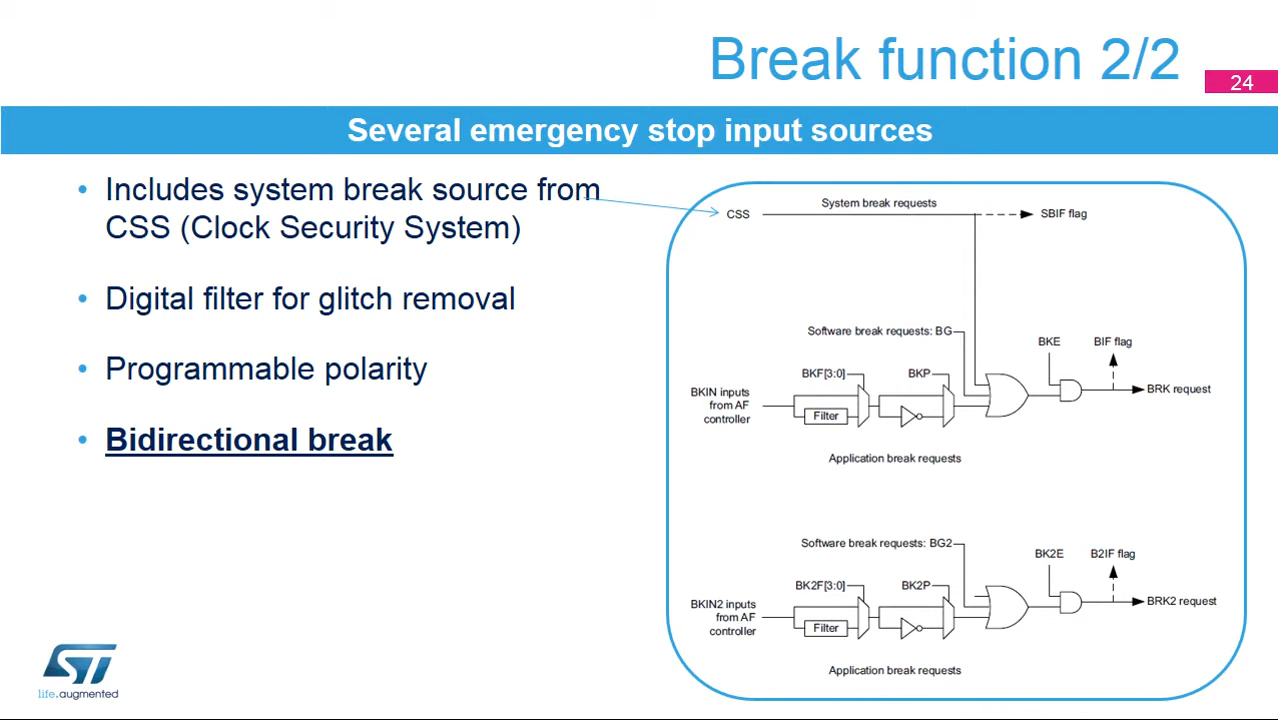 Break function 2/2
24
Several emergency stop input sources
• Includes system break source from
CSS (Clock Security System)
• Digital filter for glitch removal
• Programmable polarity
• Bidirectional break
System break requests
CSS
SBIF flag
Software break requests: BG
BKE
BIF flag
BKF[3:0]
BKP
BKIN inputs
from AF
controller
Filter
BRK request
Application break requests
Software break requests: BG2
BK2E
B2IF flag
BK2F[3:0]
BK2P
BKIN2 inputs
from AF
controller
Filter
BRK2 request
Application break requests
ST
life.augmented